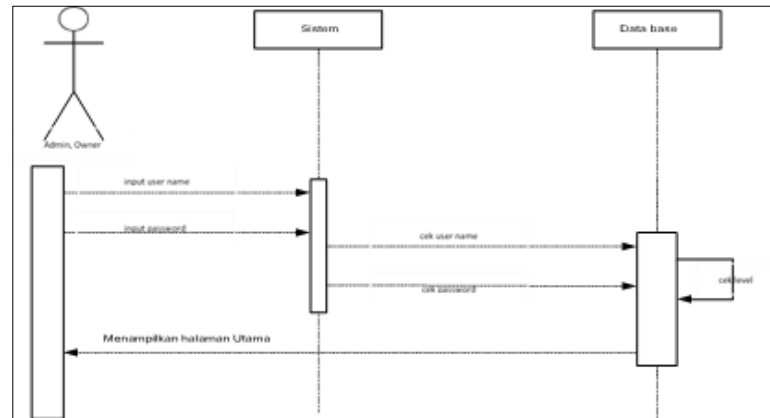 Sistem
Data base
Admin, Owner
input user name
input password
cek user name
cek password
cek level
Menampilkan halaman Utama